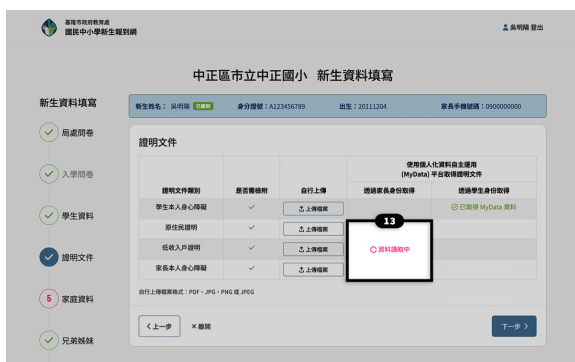 基隆市政府教育處
國民中小學新生報到網
吳明陽 登出
中正區市立中正國小 新生資料填寫
新生資料填寫
新生姓名： 吳明陽 已離開 身分證號：A123456789 出生：20111204 家長手機號碼：0900000000
局處問卷
入學問卷
學生資料
證明文件
5 家庭資料
兄弟姊妹
證明文件
使用個人化資料自主運用
(MyData) 平台取得證明文件
證明文件類別 是否需檢附 自行上傳 透過家長身份取得 透過學生身份取得
學生本人身心障礙 上傳檔案 已取得 MyData 資料
原住民證明 上傳檔案
13
低收入戶證明 上傳檔案 資料讀取中
家長本人身心障礙 上傳檔案
自行上傳檔案格式：PDF、JPG、PNG 或 JPEG
上一步 ×離開 下一步